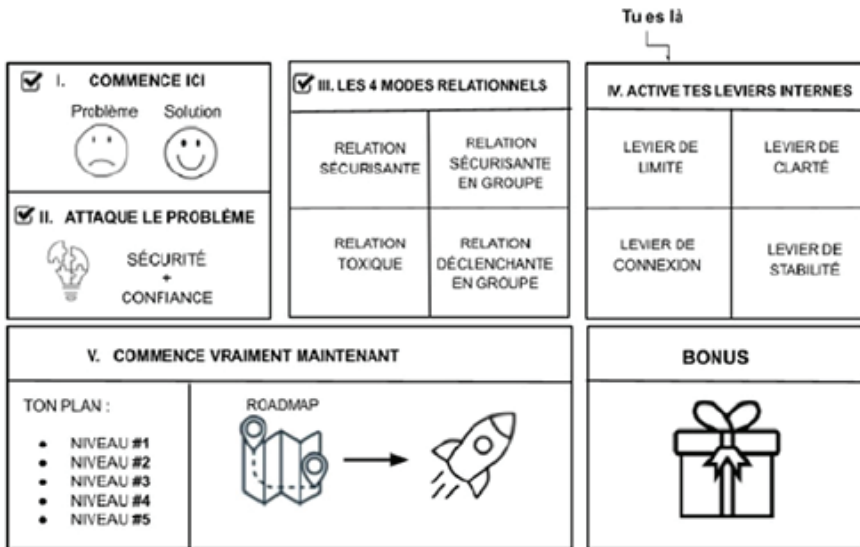 Tu es là
I. COMMENCE ICI
Problème Solution
II. ATTAQUE LE PROBLÈME
SÉCURITÉ
+
CONFIANCE
III. LES 4 MODES RELATIONNELS
RELATION
SÉCURISANTE
RELATION
SÉCURISANTE
EN GROUPE
RELATION
TOXIQUE
RELATION
DÉCLENCHANTE
EN GROUPE
IV. ACTIVE TES LEVIERS INTERNES
LEVIER DE
LIMITE
LEVIER DE
CLARTÉ
LEVIER DE
CONNEXION
LEVIER DE
STABILITÉ
V. COMMENCE VRAIMENT MAINTENANT
TON PLAN :
• NIVEAU #1
• NIVEAU #2
• NIVEAU #3
• NIVEAU #4
• NIVEAU #5
ROADMAP
BONUS